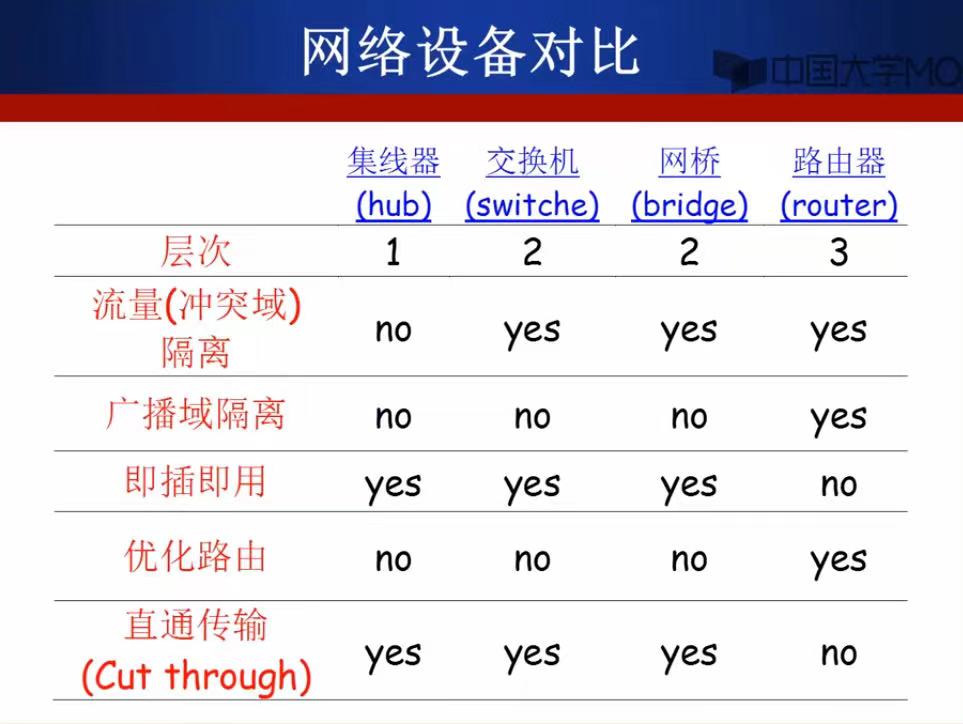 网络设备对比
中国大学MO
集线器 交换机 网桥 路由器
(hub) (switche) (bridge) (router)
层次 1 2 2 3
流量(冲突域)
隔离 no yes yes yes
广播域隔离 no no no yes
即插即用 yes yes yes no
优化路由 no no no yes
直通传输
(Cut through) yes yes yes no